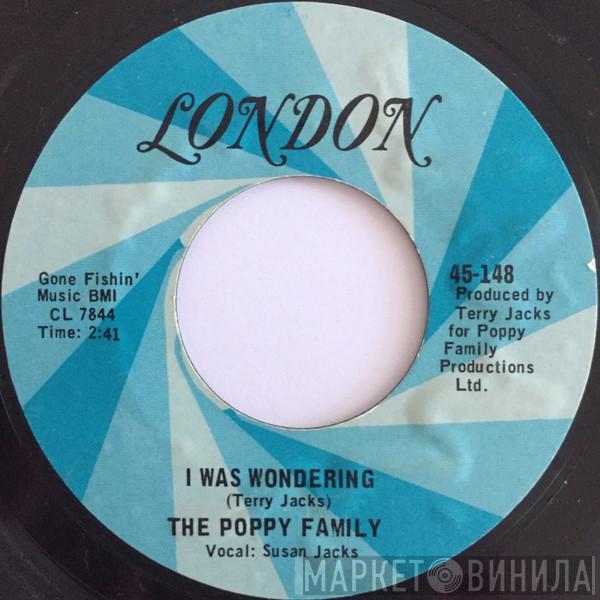 LONDON
Gone Fishin'
Music BMI
CL 7844
Time: 2:41
45-148
Produced by
Terry Jacks
for Poppy
Family
Productions
Ltd.
I WAS WONDERING
(Terry Jacks)
THE POPPY FAMILY
Vocal: Susan Jacks
МАРКЕТ ВИНИЛА